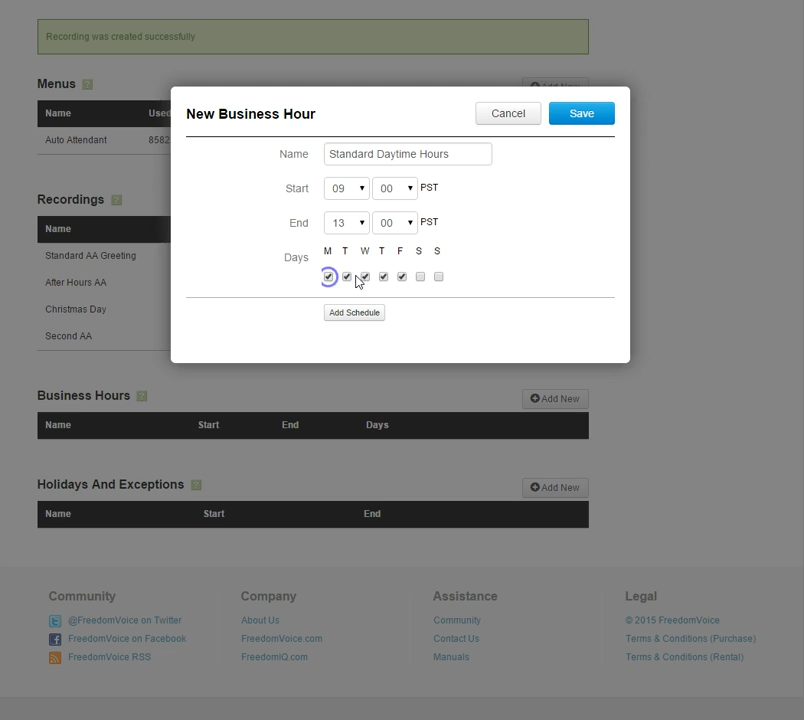 Recording was created successfully
Menus ?
Add New
Name Used
Auto Attendant 8582
New Business Hour Cancel Save
Name Standard Daytime Hours
Start 09 00 PST
End 13 00 PST
Days M T W T F S S
Add Schedule
Recordings ?
Name
Standard AA Greeting
After Hours AA
Christmas Day
Second AA
Business Hours ? Add New
Name Start End Days
Holidays And Exceptions ? Add New
Name Start End
Community Company Assistance Legal
@FreedomVoice on Twitter About Us Community © 2015 FreedomVoice
FreedomVoice on Facebook FreedomVoice.com Contact Us Terms & Conditions (Purchase)
FreedomVoice RSS FreedomIQ.com Manuals Terms & Conditions (Rental)